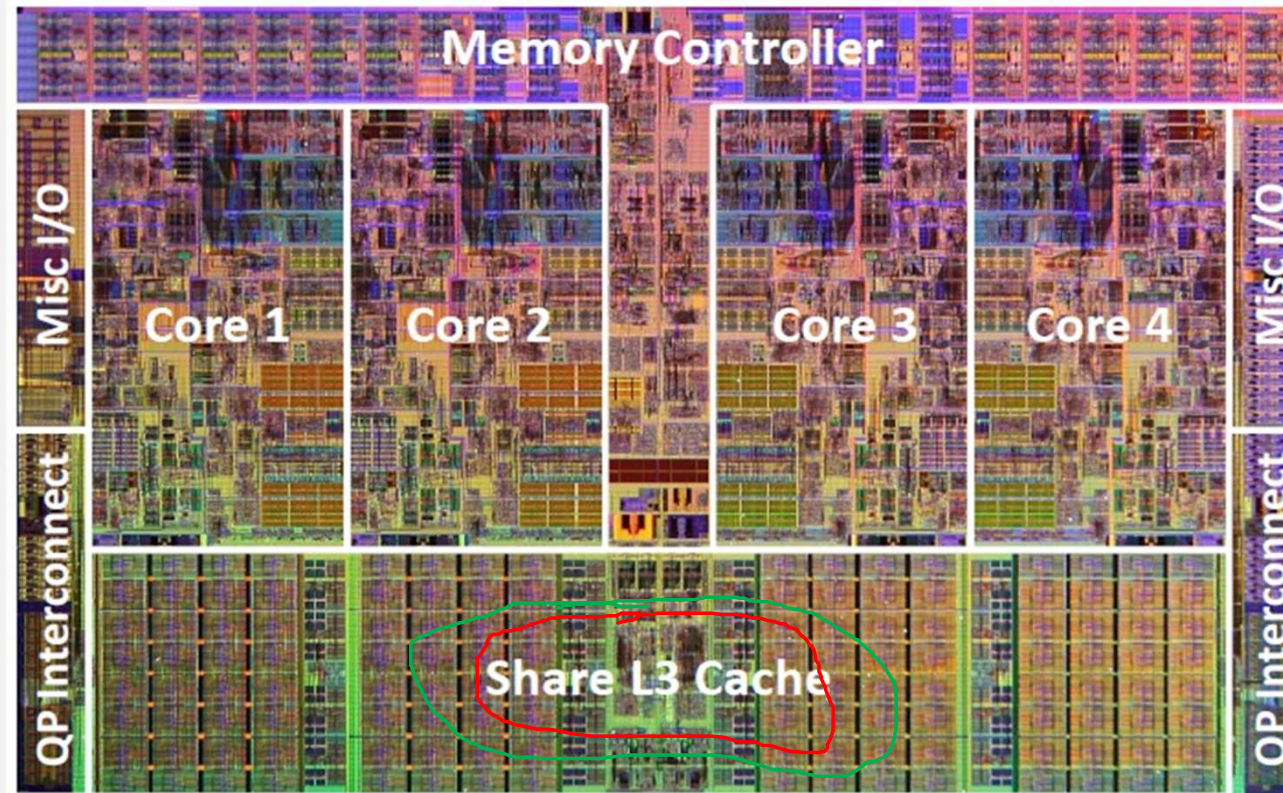 Memory Controller
Misc I/O
Core 1
Core 2
Core 3
Core 4
Misc I/O
QP Interconnect
Share L3 Cache
QP Interconnect